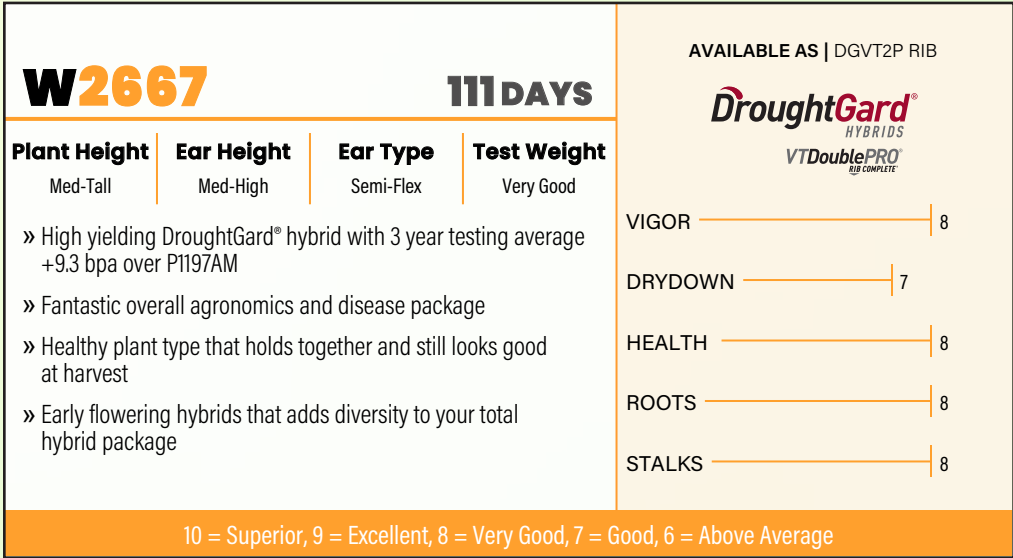 W2667
111 DAYS
Plant Height
Med-Tall
Ear Height
Med-High
Ear Type
Semi-Flex
Test Weight
Very Good
» High yielding DroughtGard® hybrid with 3 year testing average
+9.3 bpa over P1197AM
» Fantastic overall agronomics and disease package
» Healthy plant type that holds together and still looks good
at harvest
» Early flowering hybrids that adds diversity to your total
hybrid package
AVAILABLE AS | DGVT2P RIB
DroughtGard®
HYBRIDS
VTDoublePRO®
RIB COMPLETE®
VIGOR 8
DRYDOWN 7
HEALTH 8
ROOTS 8
STALKS 8
10 = Superior, 9 = Excellent, 8 = Very Good, 7 = Good, 6 = Above Average